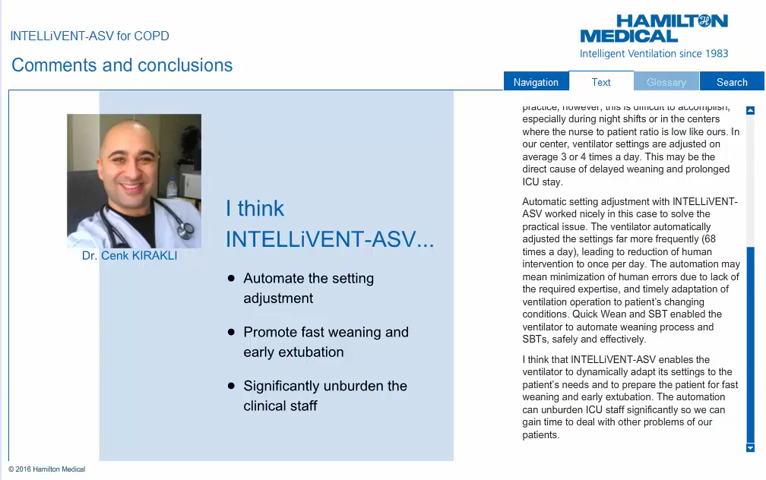 INTELLiVENT-ASV for COPD
HAMILTON
MEDICAL
Intelligent Ventilation since 1983
Comments and conclusions
Navigation
Text
Glossary
Search
Dr. Cenk KIRAKLI
I think
INTELLiVENT-ASV...
● Automate the setting
adjustment
● Promote fast weaning and
early extubation
● Significantly unburden the
clinical staff
practice, however, this is difficult to accomplish,
especially during night shifts or in the centers
where the nurse to patient ratio is low like ours. In
our center, ventilator settings are adjusted on
average 3 or 4 times a day. This may be the
direct cause of delayed weaning and prolonged
ICU stay.
Automatic setting adjustment with INTELLiVENT-
ASV worked nicely in this case to solve the
practical issue. The ventilator automatically
adjusted the settings far more frequently (68
times a day), leading to reduction of human
intervention to once per day. The automation may
mean minimization of human errors due to lack of
the required expertise, and timely adaptation of
ventilation operation to patient's changing
conditions. Quick Wean and SBT enabled the
ventilator to automate weaning process and
SBTs, safely and effectively.
I think that INTELLiVENT-ASV enables the
ventilator to dynamically adapt its settings to the
patient's needs and to prepare the patient for fast
weaning and early extubation. The automation
can unburden ICU staff significantly so we can
gain time to deal with other problems of our
patients.
© 2016 Hamilton Medical